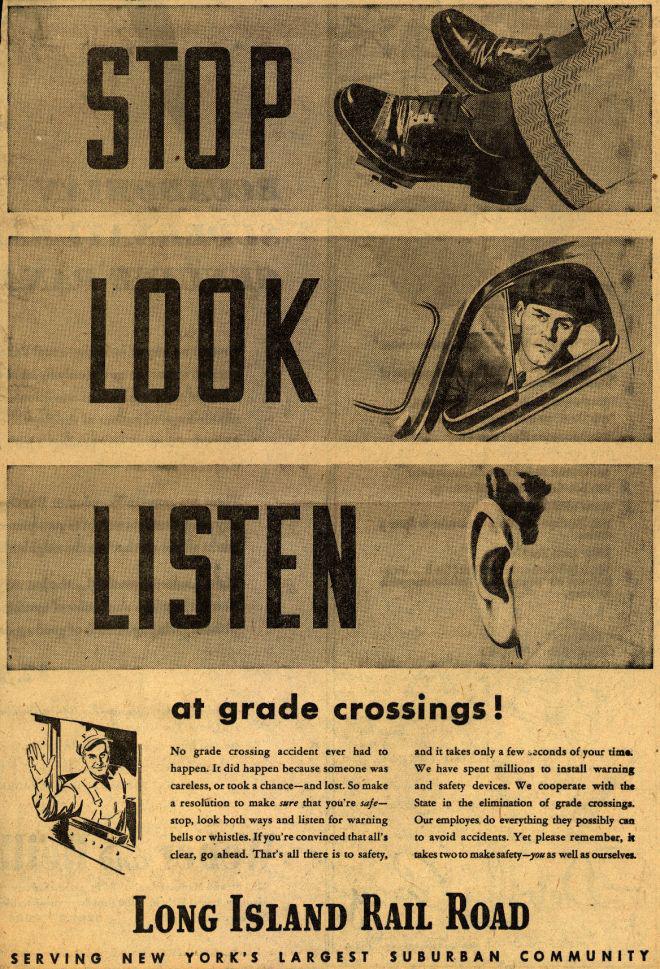 STOP
LOOK
LISTEN
at grade crossings!
No grade crossing accident ever had to
happen. It did happen because someone was
careless, or took a chance—and lost. So make
a resolution to make sure that you're safe—
stop, look both ways and listen for warning
bells or whistles. If you're convinced that all's
clear, go ahead. That's all there is to safety,
and it takes only a few seconds of your time.
We have spent millions to install warning
and safety devices. We cooperate with the
State in the elimination of grade crossings.
Our employes do everything they possibly can
to avoid accidents. Yet please remember, it
takes two to make safety—you as well as ourselves.
LONG ISLAND RAIL ROAD
SERVING NEW YORK'S LARGEST SUBURBAN COMMUNITY